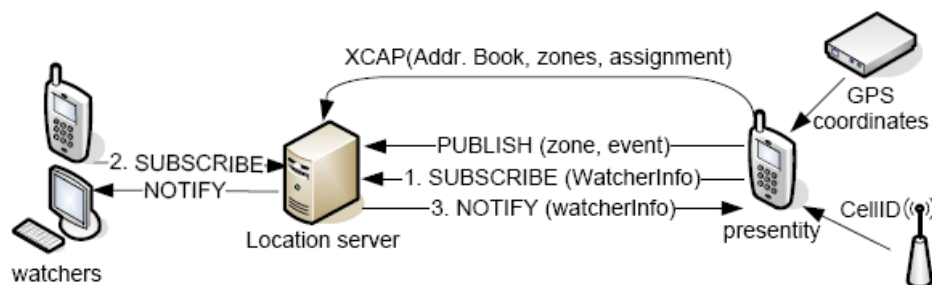 XCAP(Addr. Book, zones, assignment)
GPS
coordinates
PUBLISH (zone, event)
2. SUBSCRIBE
1. SUBSCRIBE (WatcherInfo)
NOTIFY
3. NOTIFY (watcherInfo)
CellID
Location server
presentity
watchers